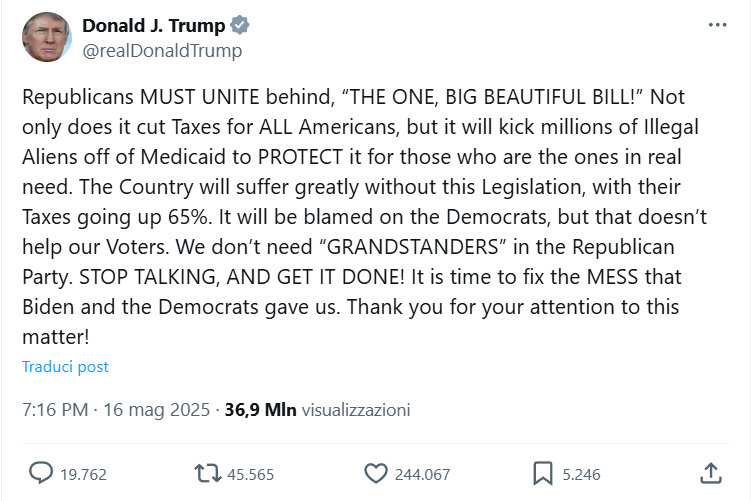 Donald J. Trump
@realDonaldTrump
Republicans MUST UNITE behind, “THE ONE, BIG BEAUTIFUL BILL!” Not
only does it cut Taxes for ALL Americans, but it will kick millions of Illegal
Aliens off of Medicaid to PROTECT it for those who are the ones in real
need. The Country will suffer greatly without this Legislation, with their
Taxes going up 65%. It will be blamed on the Democrats, but that doesn’t
help our Voters. We don’t need “GRANDSTANDERS” in the Republican
Party. STOP TALKING, AND GET IT DONE! It is time to fix the MESS that
Biden and the Democrats gave us. Thank you for your attention to this
matter!
Traduci post
7:16 PM · 16 mag 2025 · 36,9 Mln visualizzazioni
19.762 45.565 244.067 5.246